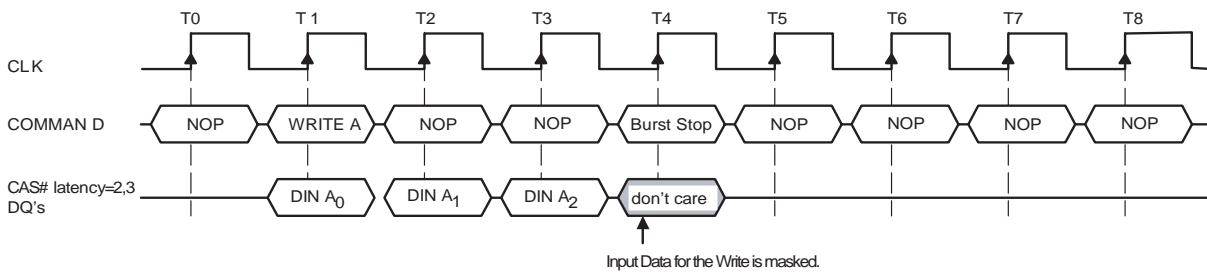 T0 T 1 T2 T3 T4 T5 T6 T7 T8
CLK
COMMAN D NOP WRITE A NOP NOP Burst Stop NOP NOP NOP NOP
CAS# latency=2,3
DQ's DIN A0 DIN A1 DIN A2 don't care
Input Data for the Write is masked.